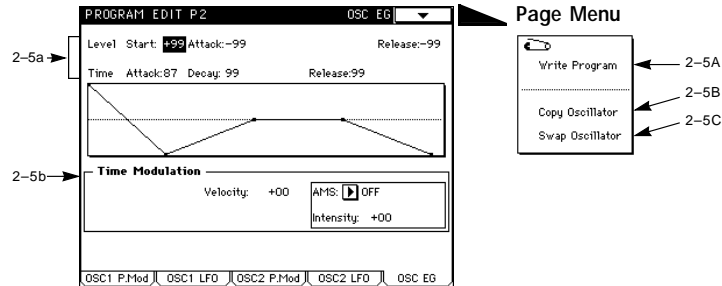 PROGRAM EDIT P2 OSC EG
Page Menu
2–5a
Level Start: +99 Attack:−99 Release:−99
Time Attack:87 Decay: 99 Release:99
Write Program
2–5A
2–5B
Copy Oscillator
2–5C
Swap Oscillator
2–5b
Time Modulation
Velocity: +00 AMS: OFF
Intensity: +00
OSC1 P.Mod OSC1 LFO OSC2 P.Mod OSC2 LFO OSC EG